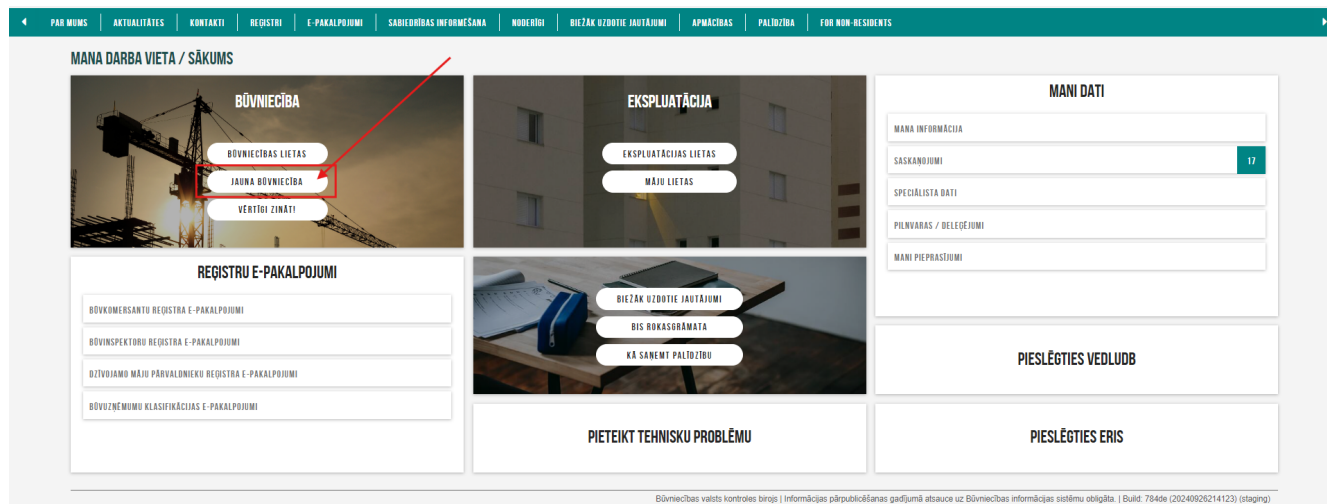 PAR MUMS
AKTUALITĀTES
KONTAKTI
REĢISTRI
E-PAKALPOJUMI
SABIEDRĪBAS INFORMĒŠANA
NODERĪGI
BIEŽĀK UZDOTIE JAUTĀJUMI
APMĀCĪBAS
PALĪDZĪBA
FOR NON-RESIDENTS
MANA DARBA VIETA / SĀKUMS
BŪVNIECĪBA
BŪVNIECĪBAS LIETAS
JAUNA BŪVNIECĪBA
VĒRTĪGI ZINĀT!
EKSPLUATĀCIJA
EKSPLUATĀCIJAS LIETAS
MĀJU LIETAS
MANI DATI
MANA INFORMĀCIJA
SASKAŅOJUMI 17
SPECIĀLISTA DATI
PILNVARAS / DELEĢĒJUMI
MANI PIEPRASĪJUMI
REĢISTRU E-PAKALPOJUMI
BŪVKOMERSANTU REĢISTRA E-PAKALPOJUMI
BŪVINSPEKTORU REĢISTRA E-PAKALPOJUMI
DZĪVOJAMO MĀJU PĀRVALDNIEKU REĢISTRA E-PAKALPOJUMI
BŪVUZŅĒMUMU KLASIFIKĀCIJAS E-PAKALPOJUMI
BIEŽĀK UZDOTIE JAUTĀJUMI
BIS ROKASGRĀMATA
KĀ SAŅEMT PALĪDZĪBU
PIESLĒGTIES VEDLUDB
PIETEIKT TEHNISKU PROBLĒMU
PIESLĒGTIES ERIS
Būvniecības valsts kontroles birojs | Informācijas pārpublicēšanas gadījumā atsauce uz Būvniecības informācijas sistēmu obligāta. | Build: 784de (20240926214123) (staging)